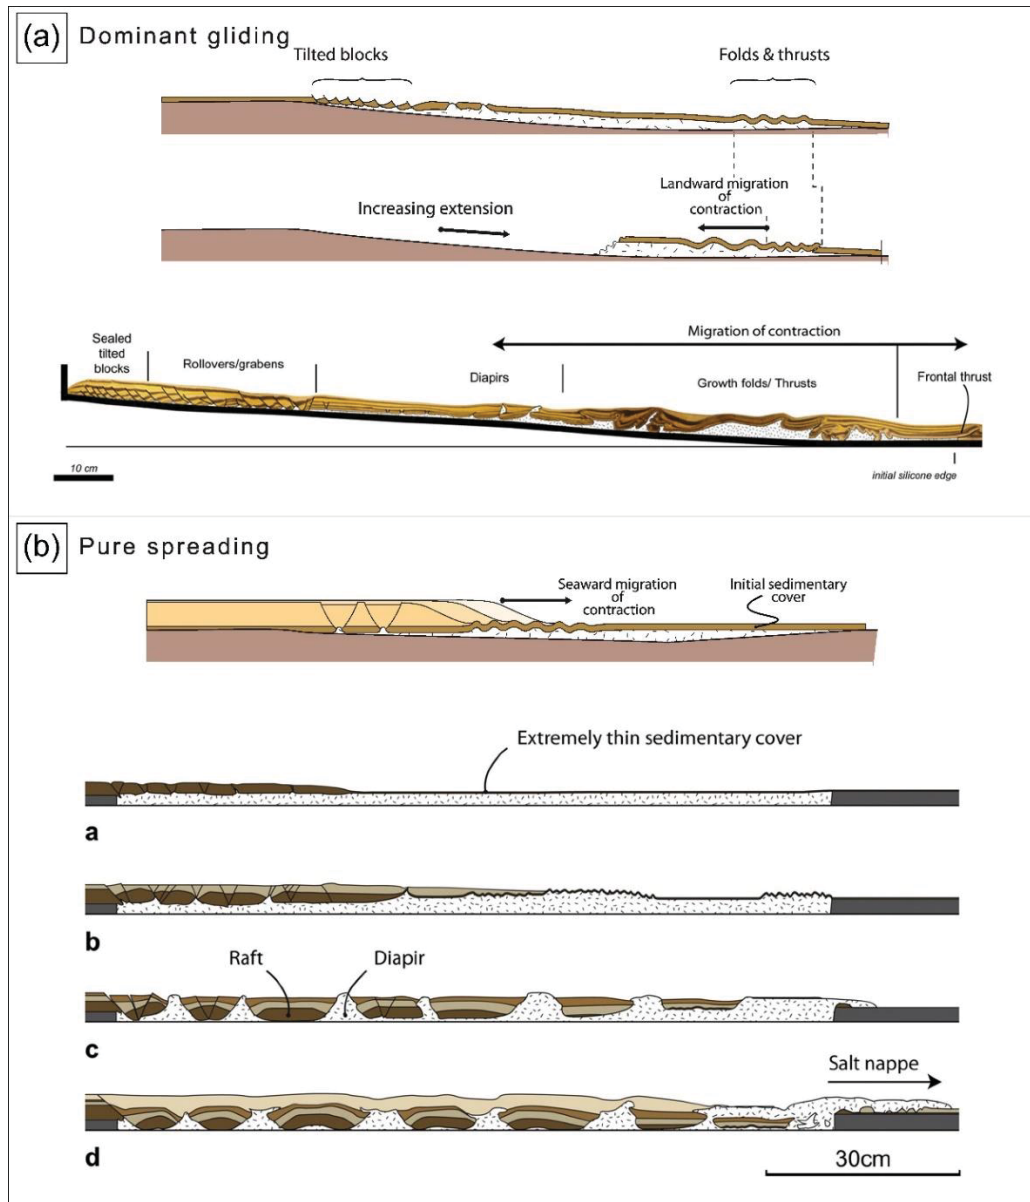 (a) Dominant gliding
Tilted blocks
Folds & thrusts
Landward migration
of
contraction
Increasing extension
Migration of contraction
Sealed
tilted
blocks
Rollovers/grabens
Diapirs
Growth folds/ Thrusts
Frontal thrust
10 cm
initial silicone edge
(b) Pure spreading
Seaward migration
of
contraction
Initial sedimentary
cover
Extremely thin sedimentary cover
a
b
Raft
Diapir
c
Salt nappe
d
30cm